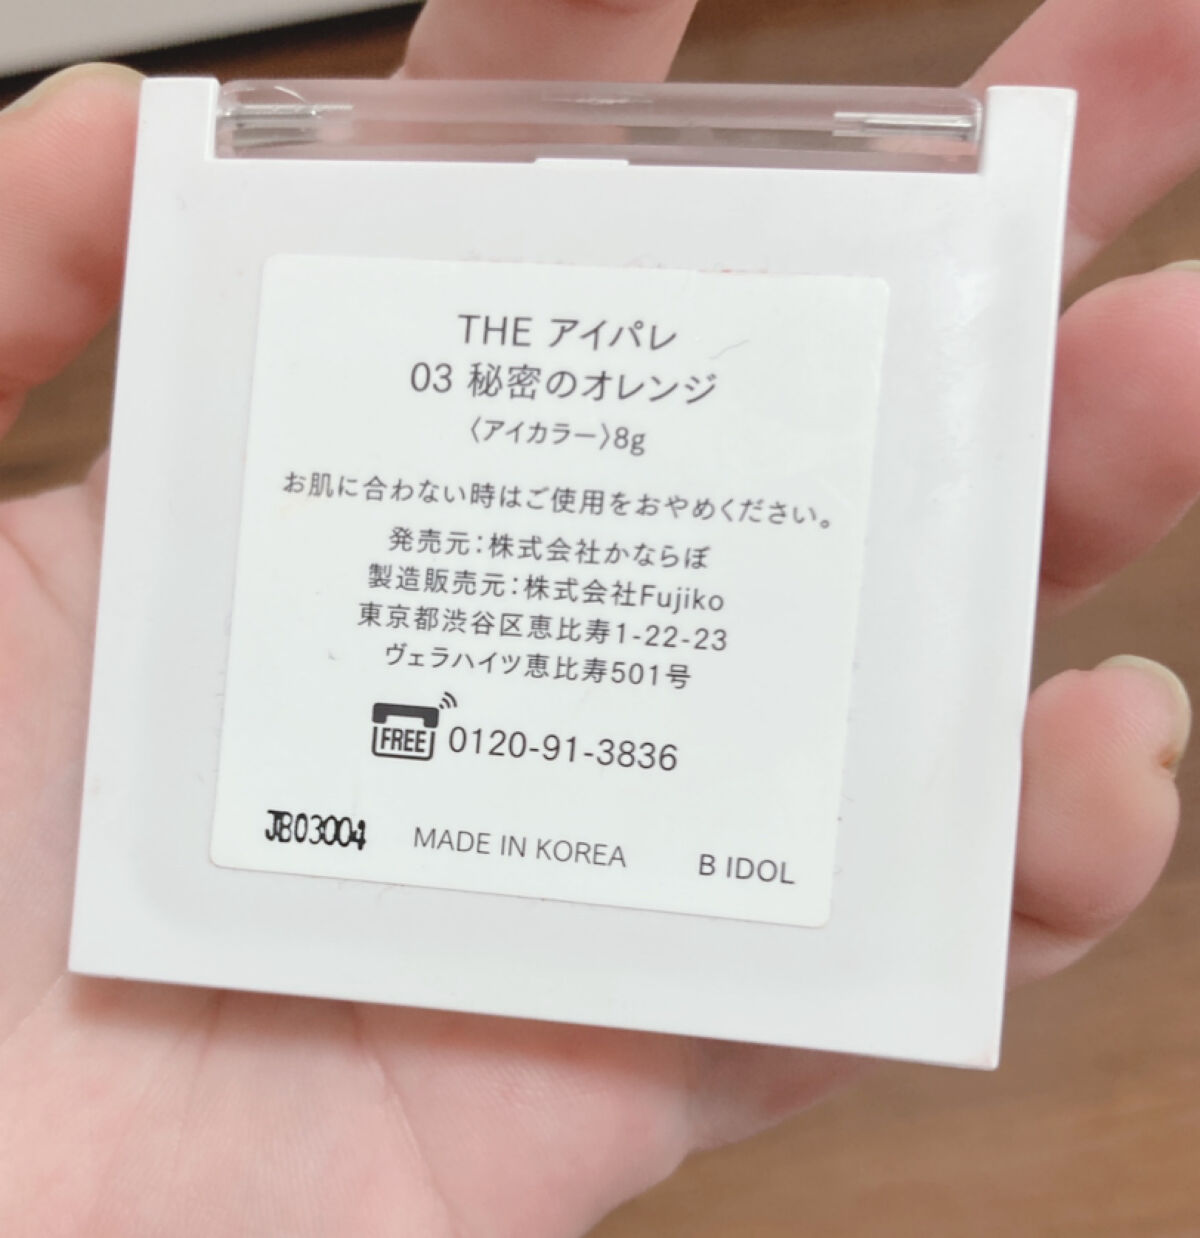 THE アイパレ
03 秘密のオレンジ
〈アイカラー〉8g
お肌に合わない時はご使用をおやめください。
発売元:株式会社かならぼ
製造販売元:株式会社Fujiko
東京都渋谷区恵比寿1-22-23
ヴェラハイツ恵比寿501号
FREE 0120-91-3836
JB03004 MADE IN KOREA B IDOL